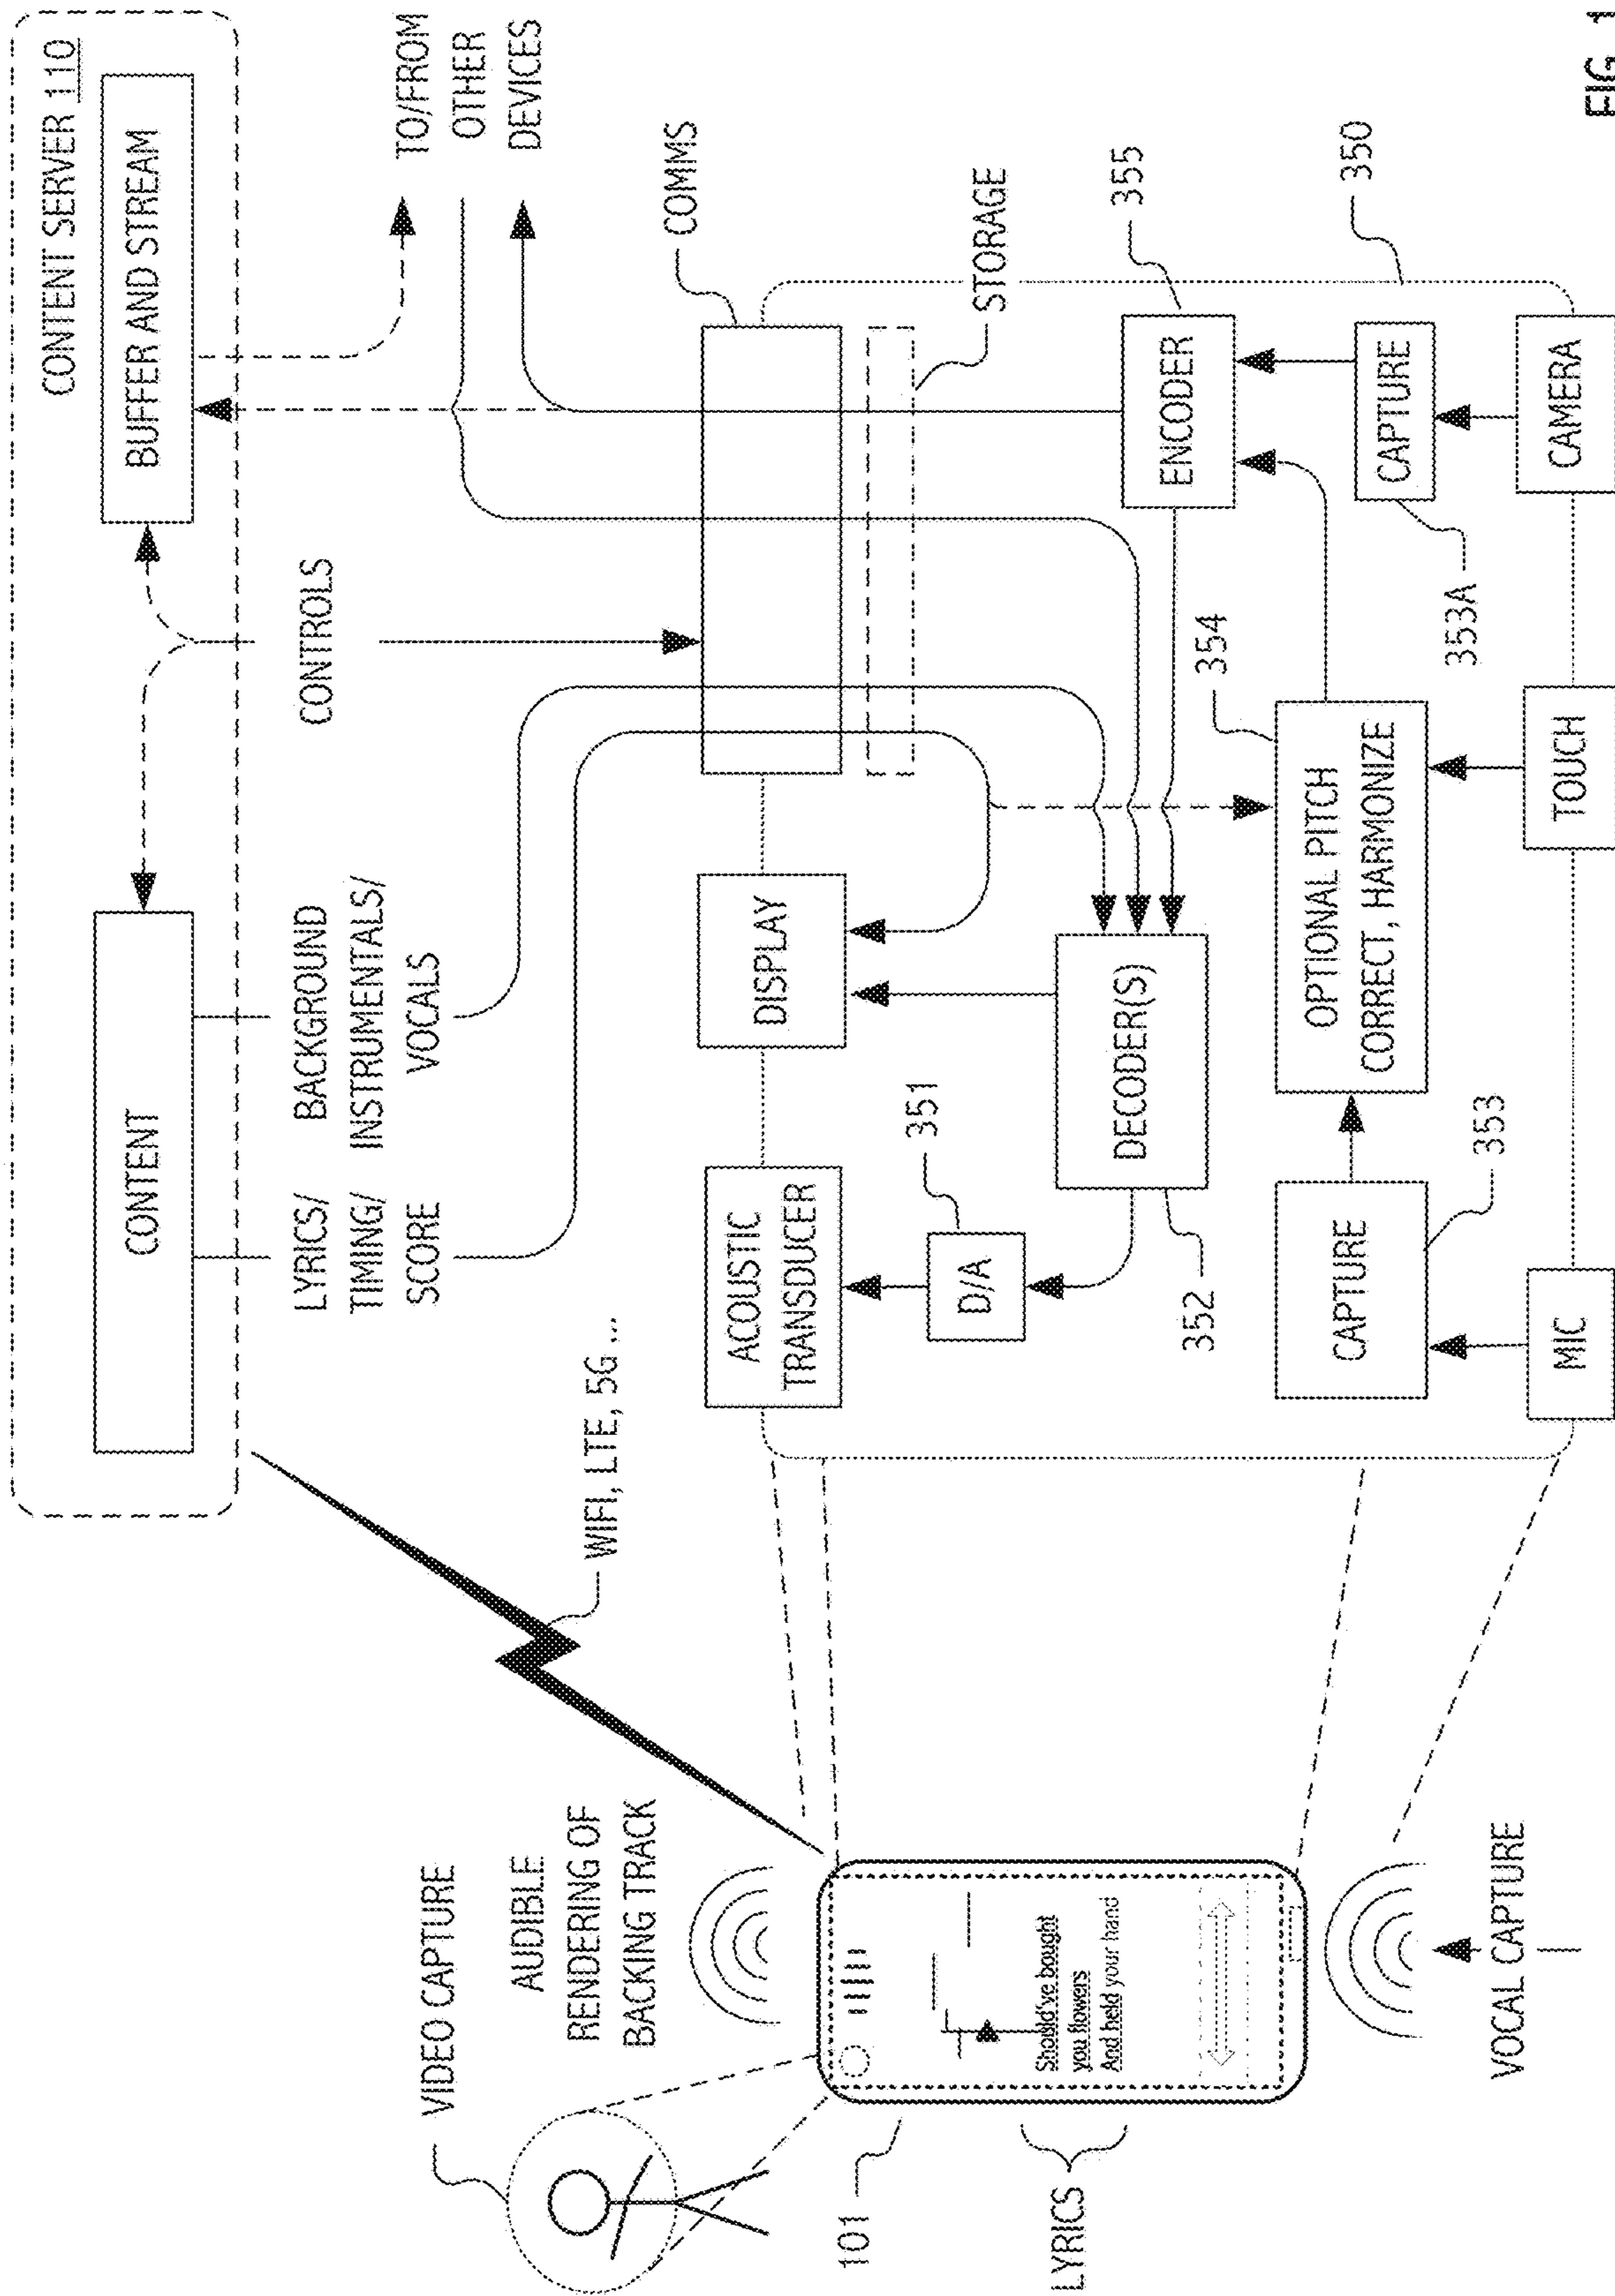 CONTENT SERVER 110
CONTENT
BUFFER AND STREAM
LYRICS/
TIMING/
SCORE
BACKGROUND
INSTRUMENTALS/
VOCALS
CONTROLS
TO/FROM
OTHER
DEVICES
WIFI, LTE, 5G ...
VIDEO CAPTURE
AUDIBLE
RENDERING OF
BACKING TRACK
101
LYRICS
Should've bought
you flowers
And held your hand
VOCAL CAPTURE
COMMS
STORAGE
ACOUSTIC
TRANSDUCER
DISPLAY
D/A
351
DECODER(S)
352
ENCODER
355
350
CAPTURE
353
OPTIONAL PITCH
CORRECT, HARMONIZE
354
CAPTURE
353A
MIC
TOUCH
CAMERA
FIG. 1